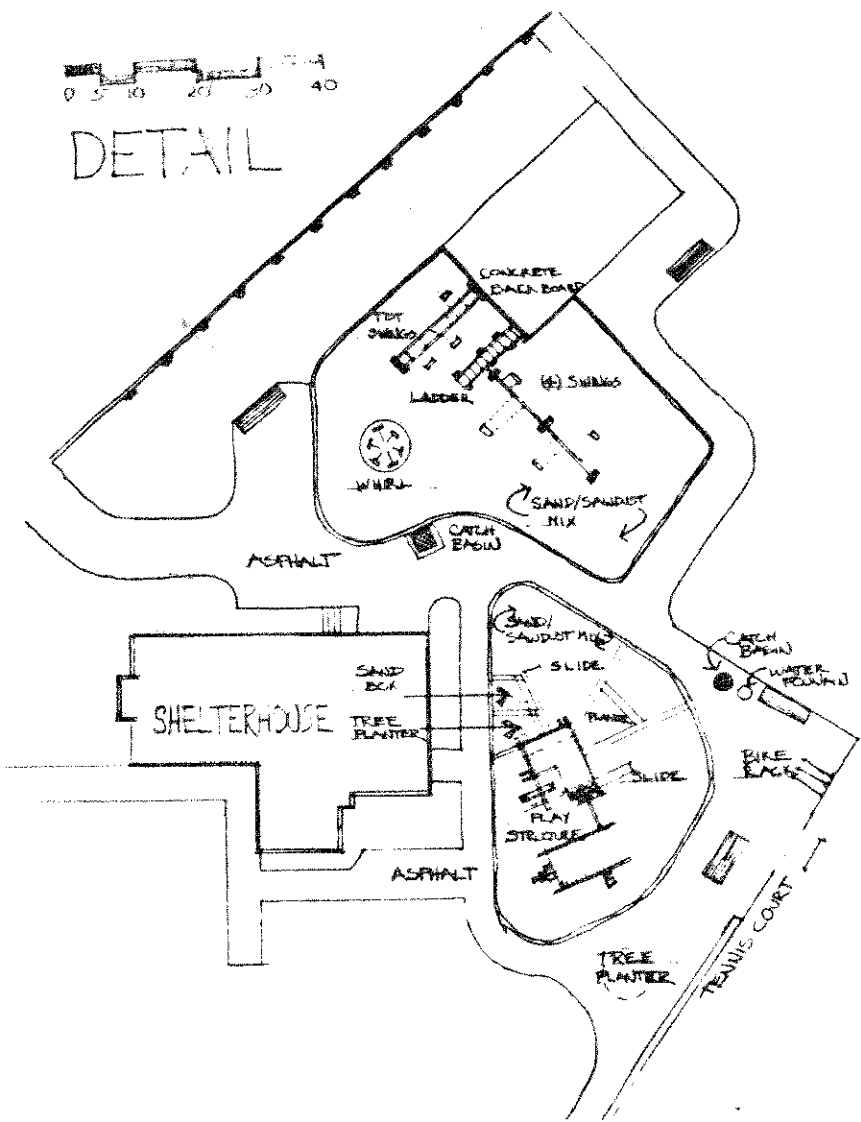 0 5 10 20 30 40
DETAIL
CONCRETE
BACK BOARD
TOT
SWINGS
LADDER
(4) SWINGS
WHIRL
SAND/SAWDUST
MIX
CATCH
BASIN
ASPHALT
SAND/
SAWDUST MIX
CATCH
BASIN
WATER
FOUNTAIN
SAND
BOX
SLIDE
SHELTERHOUSE
TREE
PLANTER
BIKE
RACK
SLIDE
PLAY
STRUCTURE
ASPHALT
TENNIS COURT
TREE
PLANTER